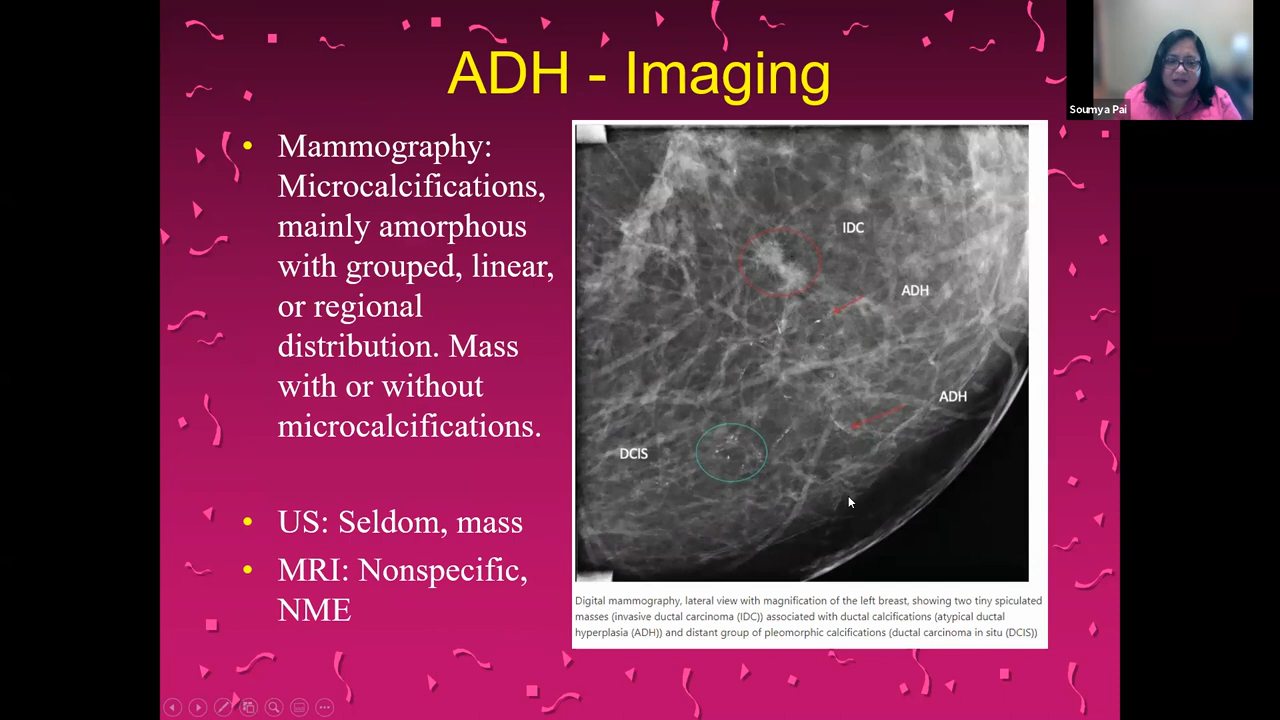 ADH - Imaging
Soumya Pai
Mammography:
Microcalcifications,
mainly amorphous
with grouped, linear,
or regional
distribution. Mass
with or without
microcalcifications.
US: Seldom, mass
MRI: Nonspecific,
NME
IDC
ADH
ADH
DCIS
Digital mammography, lateral view with magnification of the left breast, showing two tiny spiculated
masses (invasive ductal carcinoma (IDC)) associated with ductal calcifications (atypical ductal
hyperplasia (ADH)) and distant group of pleomorphic calcifications (ductal carcinoma in situ (DCIS))